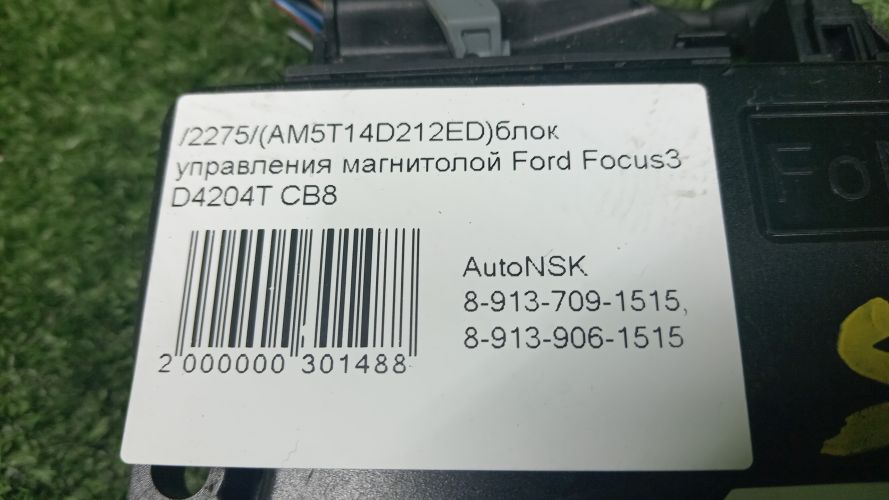 /2275/(AM5T14D212ED)блок
управления магнитолой Ford Focus3
D4204T CB8
AutoNSK
8-913-709-1515,
8-913-906-1515
2 000000 301488